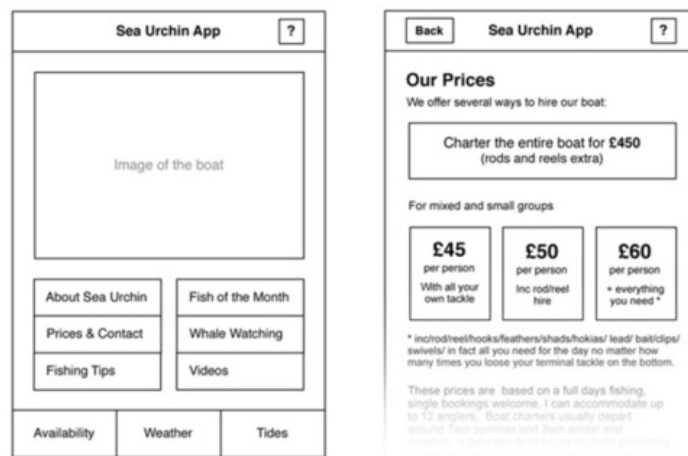 Sea Urchin App ?
Image of the boat
About Sea Urchin
Prices & Contact
Fishing Tips
Fish of the Month
Whale Watching
Videos
Availability Weather Tides
Back Sea Urchin App ?
Our Prices
We offer several ways to hire our boat:
Charter the entire boat for £450
(rods and reels extra)
For mixed and small groups
£45
per person
With all your
own tackle
£50
per person
Inc rod/reel
hire
£60
per person
+ everything
you need *
* inc/rod/reel/hooks/feathers/shads/hokias/ lead/ bait/clips/
swivels/ in fact all you need for the day no matter how
many times you loose your terminal tackle on the bottom.
These prices are based on a full days fishing,
single bookings welcome, I can accommodate up
to 12 anglers. Boat charters usually depart
around 7am summer and 8am winter and